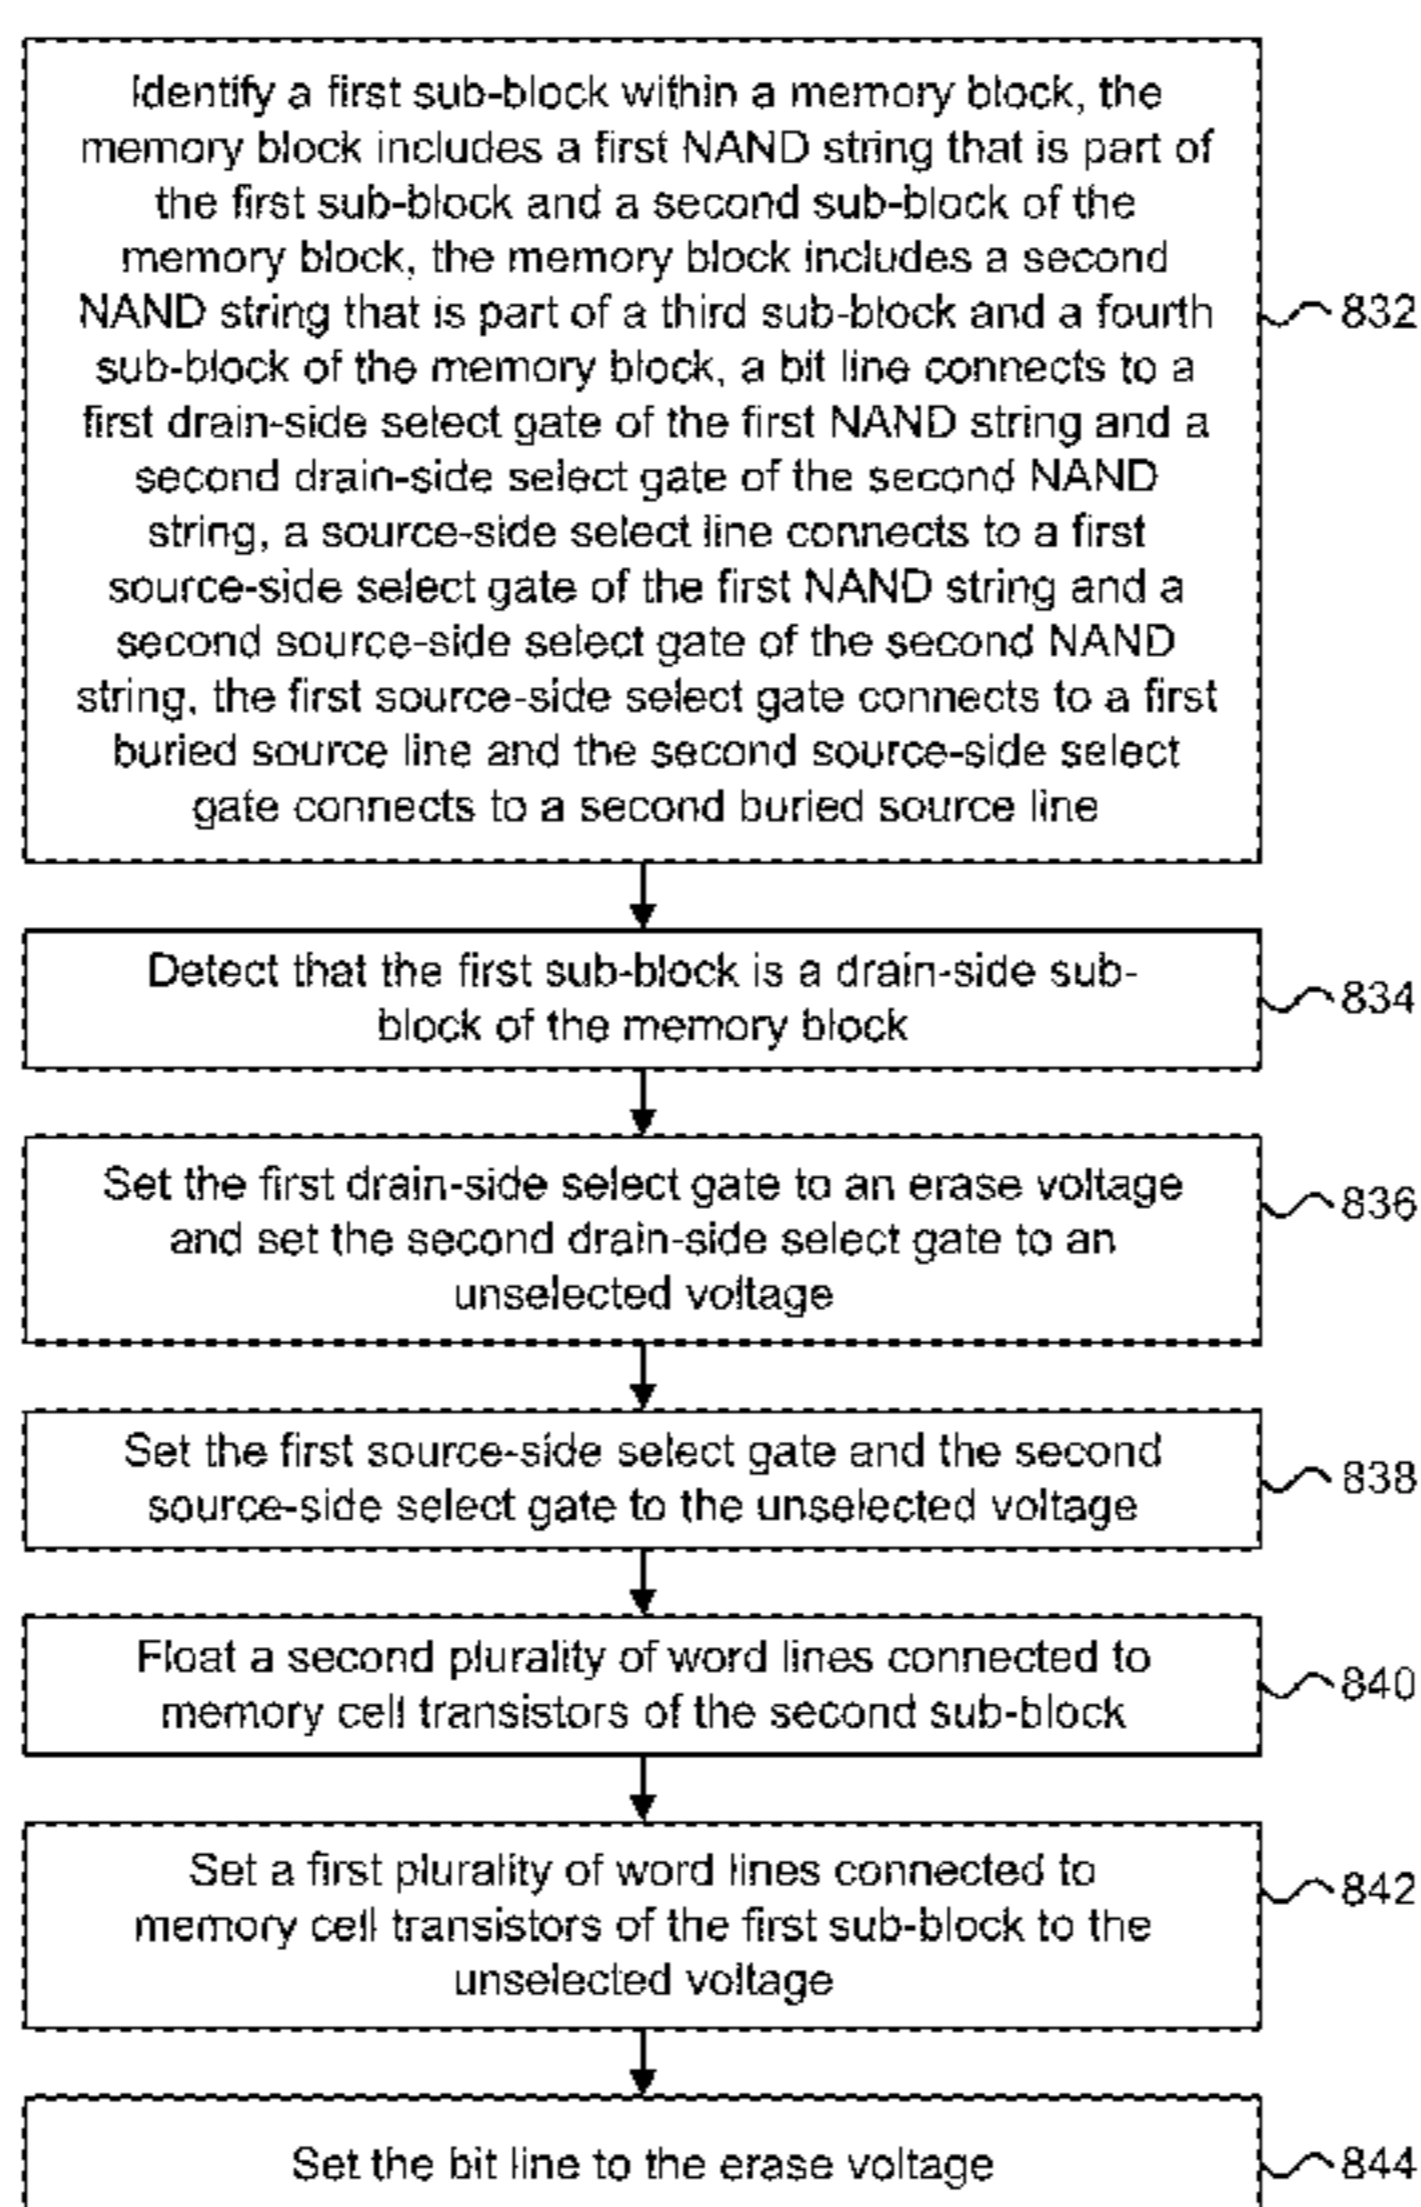 Identify a first sub-block within a memory block, the
memory block includes a first NAND string that is part of
the first sub-block and a second sub-block of the
memory block, the memory block includes a second
NAND string that is part of a third sub-block and a fourth
sub-block of the memory block, a bit line connects to a
first drain-side select gate of the first NAND string and a
second drain-side select gate of the second NAND
string, a source-side select line connects to a first
source-side select gate of the first NAND string and a
second source-side select gate of the second NAND
string, the first source-side select gate connects to a first
buried source line and the second source-side select
gate connects to a second buried source line
832
Detect that the first sub-block is a drain-side sub-
block of the memory block
834
Set the first drain-side select gate to an erase voltage
and set the second drain-side select gate to an
unselected voltage
836
Set the first source-side select gate and the second
source-side select gate to the unselected voltage
838
Float a second plurality of word lines connected to
memory cell transistors of the second sub-block
840
Set a first plurality of word lines connected to
memory cell transistors of the first sub-block to the
unselected voltage
842
Set the bit line to the erase voltage
844